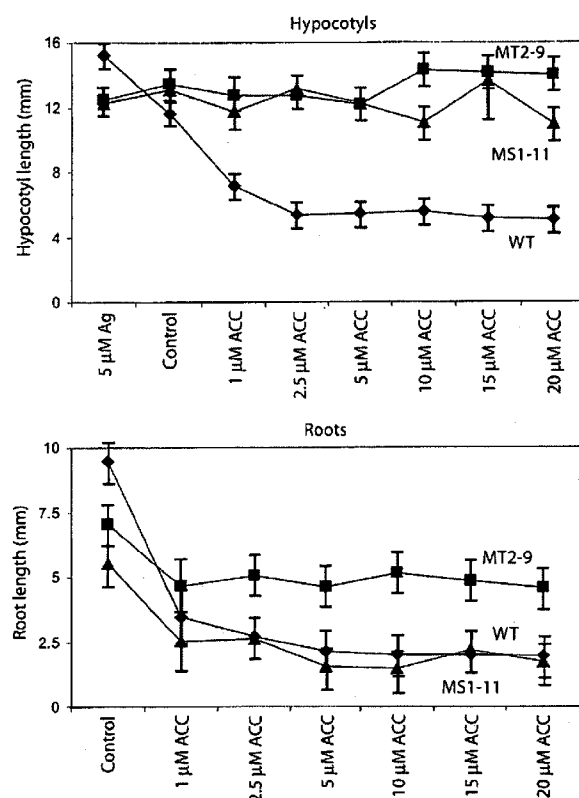 Hypocotyls
16
12
8
4
0
Hypocotyl length (mm)
MT2-9
MS1-11
WT
5 µM Ag
Control
1 µM ACC
2.5 µM ACC
5 µM ACC
10 µM ACC
15 µM ACC
20 µM ACC
Roots
10
7.5
5
2.5
0
Root length (mm)
MT2-9
WT
MS1-11
Control
1 µM ACC
2.5 µM ACC
5 µM ACC
10 µM ACC
15 µM ACC
20 µM ACC